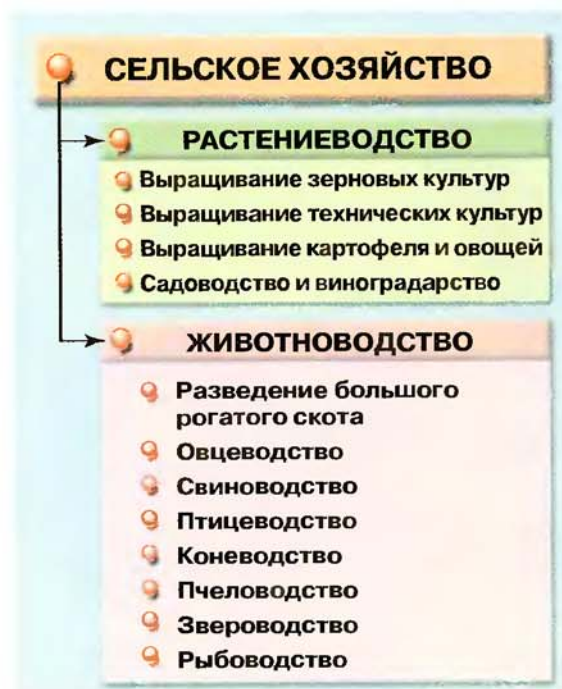 СЕЛЬСКОЕ ХОЗЯЙСТВО
РАСТЕНИЕВОДСТВО
Выращивание зерновых культур
Выращивание технических культур
Выращивание картофеля и овощей
Садоводство и виноградарство
ЖИВОТНОВОДСТВО
Разведение большого
рогатого скота
Овцеводство
Свиноводство
Птицеводство
Коневодство
Пчеловодство
Звероводство
Рыбоводство